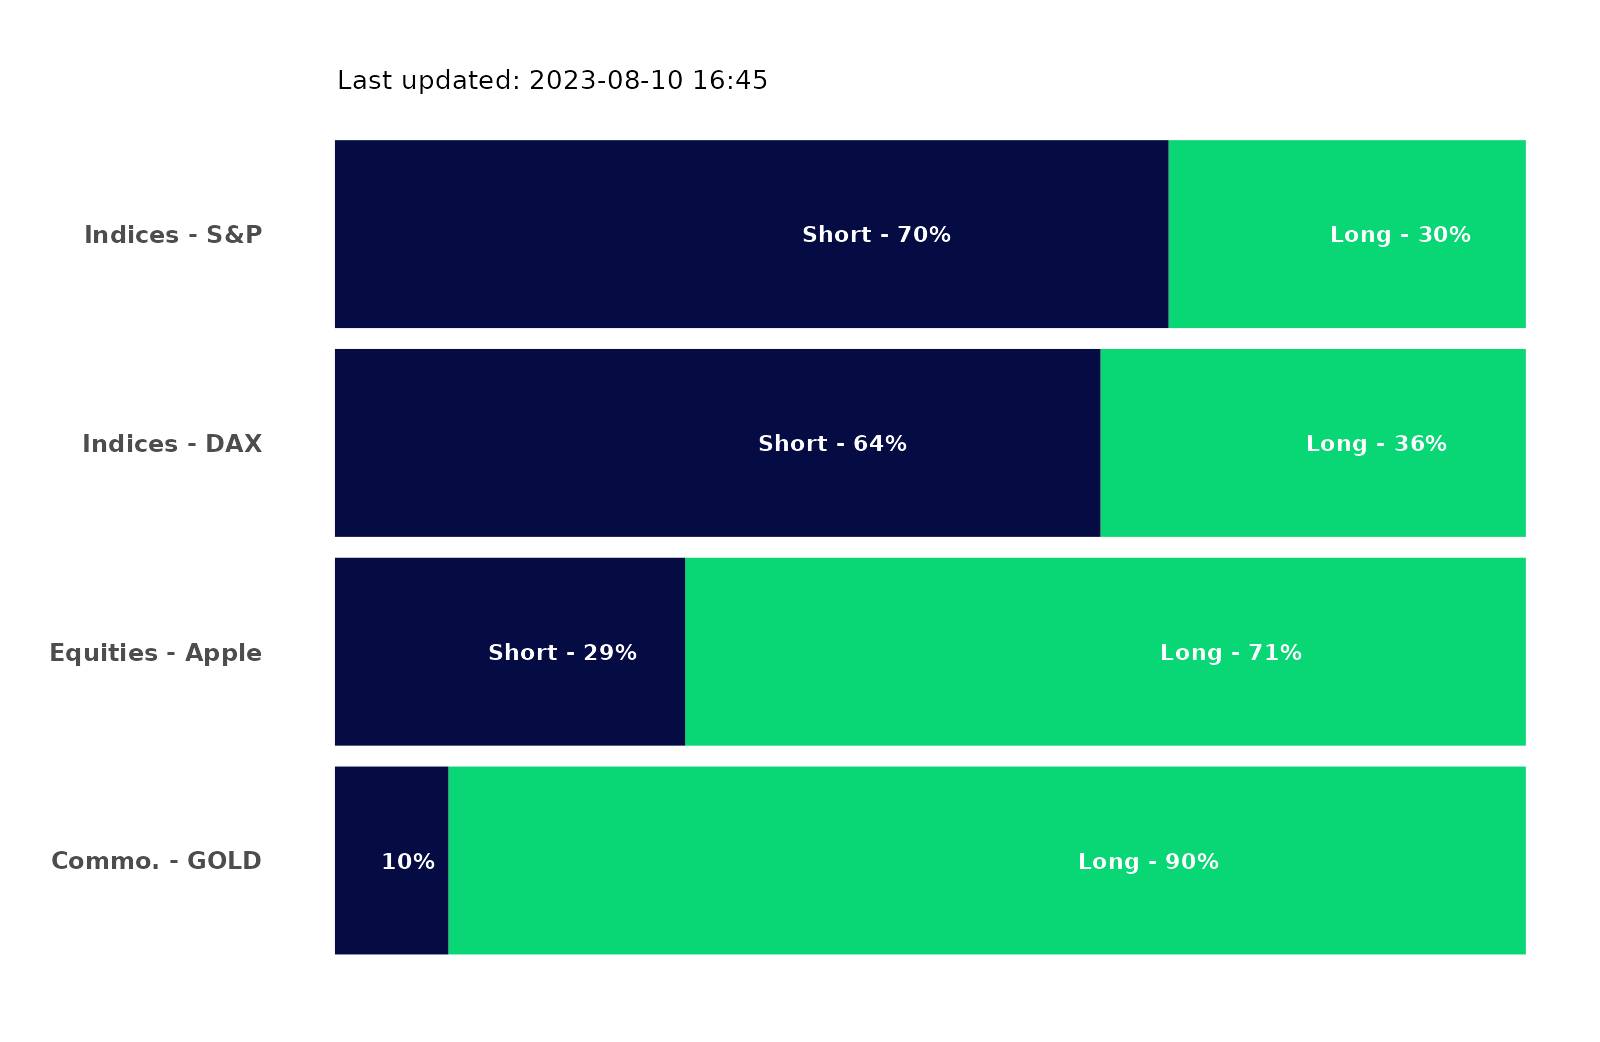 Last updated: 2023-08-10 16:45
Indices - S&P Short - 70% Long - 30%
Indices - DAX Short - 64% Long - 36%
Equities - Apple Short - 29% Long - 71%
Commo. - GOLD 10% Long - 90%